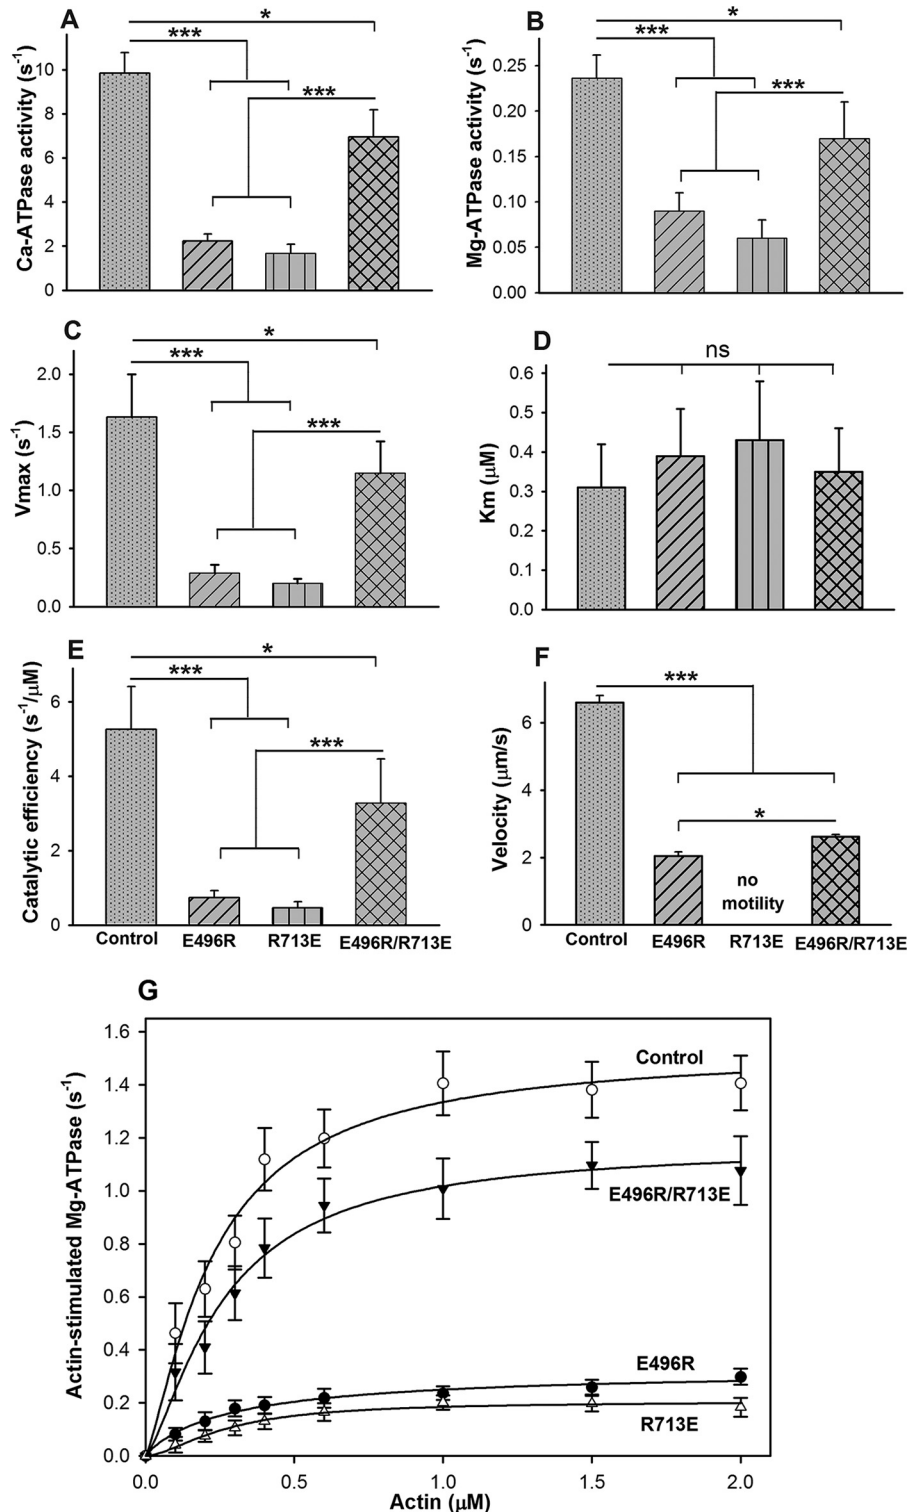 A
*
***
***
Ca-ATPase activity (s-1)
10
8
6
4
2
0
B
*
***
***
Mg-ATPase activity (s-1)
0.25
0.20
0.15
0.10
0.05
0.00
C
*
***
***
Vmax (s-1)
2.0
1.5
1.0
0.5
0.0
D
ns
Km (μM)
0.6
0.5
0.4
0.3
0.2
0.1
0.0
E
*
***
***
Catalytic efficiency (s-1/μM)
6
4
2
0
Control E496R R713E E496R/R713E
F
***
*
Velocity (μm/s)
6
4
2
0
no
motility
Control E496R R713E E496R/R713E
G
Actin-stimulated Mg-ATPase (s-1)
1.6
1.4
1.2
1.0
0.8
0.6
0.4
0.2
0.0
Control
E496R/R713E
E496R
R713E
0.0 0.5 1.0 1.5 2.0
Actin (μM)